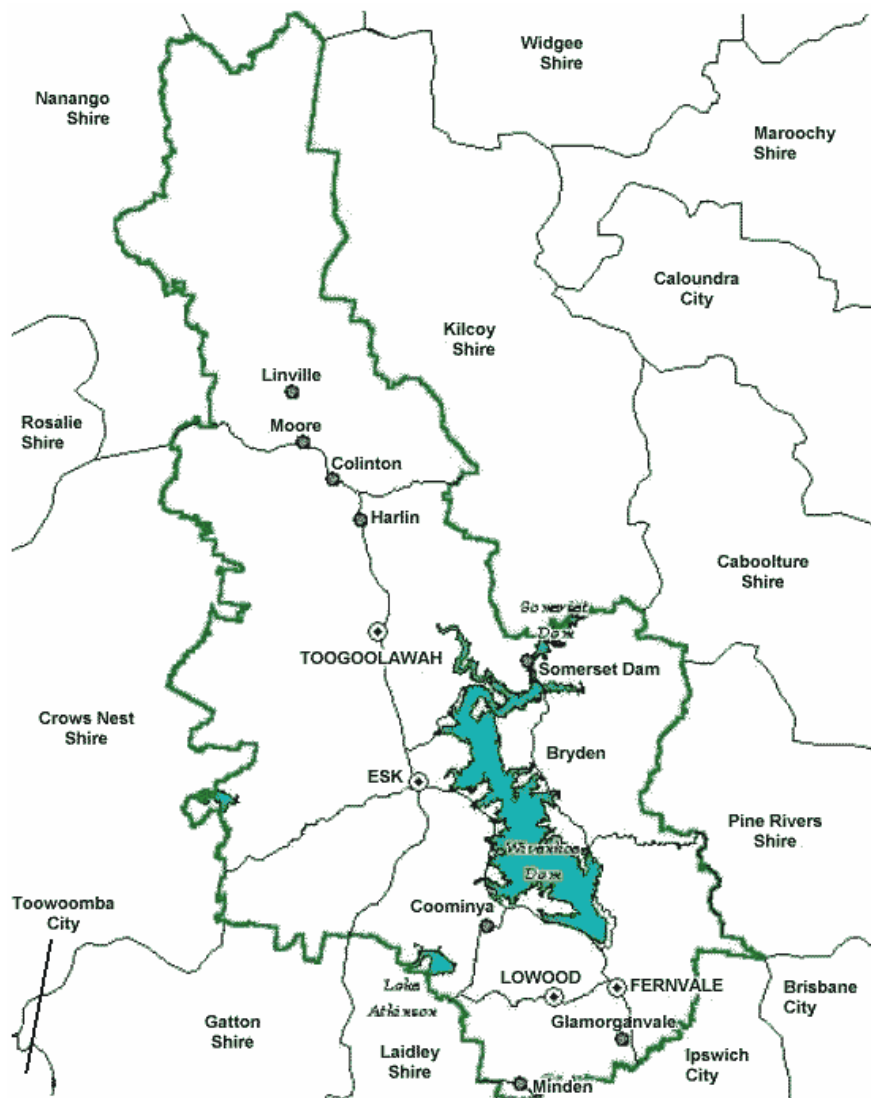 Widgee
Shire
Nanango
Shire
Maroochy
Shire
Caloundra
City
Kilcoy
Shire
Linville
Rosalie
Shire
Moore
Colinton
Harlin
Caboolture
Shire
Somerset
Dam
TOOGOOLAWAH
Somerset Dam
Crows Nest
Shire
Bryden
ESK
Pine Rivers
Shire
Wivenhoe
Dam
Toowoomba
City
Coominya
LOWOOD
FERNVALE
Brisbane
City
Lake
Atkinson
Gatton
Shire
Glamorganvale
Laidley
Shire
Ipswich
City
Minden